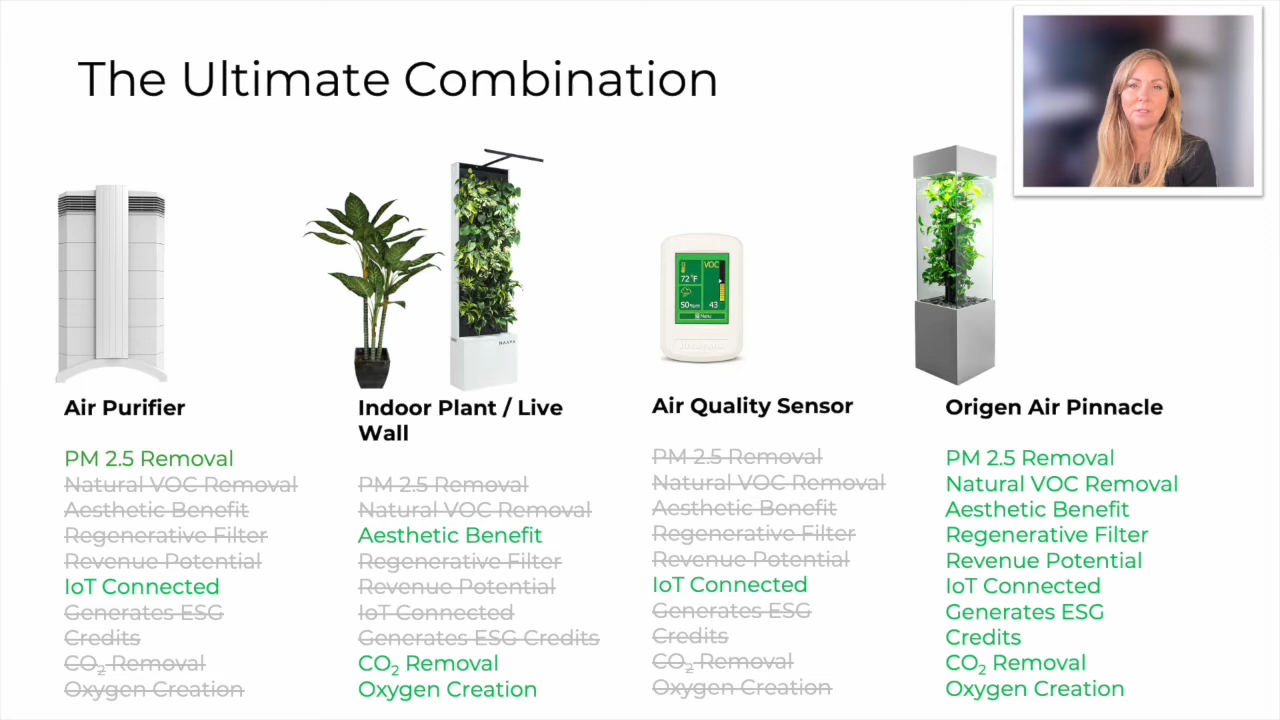 The Ultimate Combination
NAAVA
VOC
72°F
50%
43
Menu
Air Purifier
PM 2.5 Removal
Natural VOC Removal
Aesthetic Benefit
Regenerative Filter
Revenue Potential
IoT Connected
Generates ESG
Credits
CO₂ Removal
Oxygen Creation
Indoor Plant / Live
Wall
PM 2.5 Removal
Natural VOC Removal
Aesthetic Benefit
Regenerative Filter
Revenue Potential
IoT Connected
Generates ESG Credits
CO₂ Removal
Oxygen Creation
Air Quality Sensor
PM 2.5 Removal
Natural VOC Removal
Aesthetic Benefit
Regenerative Filter
Revenue Potential
IoT Connected
Generates ESG
Credits
CO₂ Removal
Oxygen Creation
Origen Air Pinnacle
PM 2.5 Removal
Natural VOC Removal
Aesthetic Benefit
Regenerative Filter
Revenue Potential
IoT Connected
Generates ESG
Credits
CO₂ Removal
Oxygen Creation